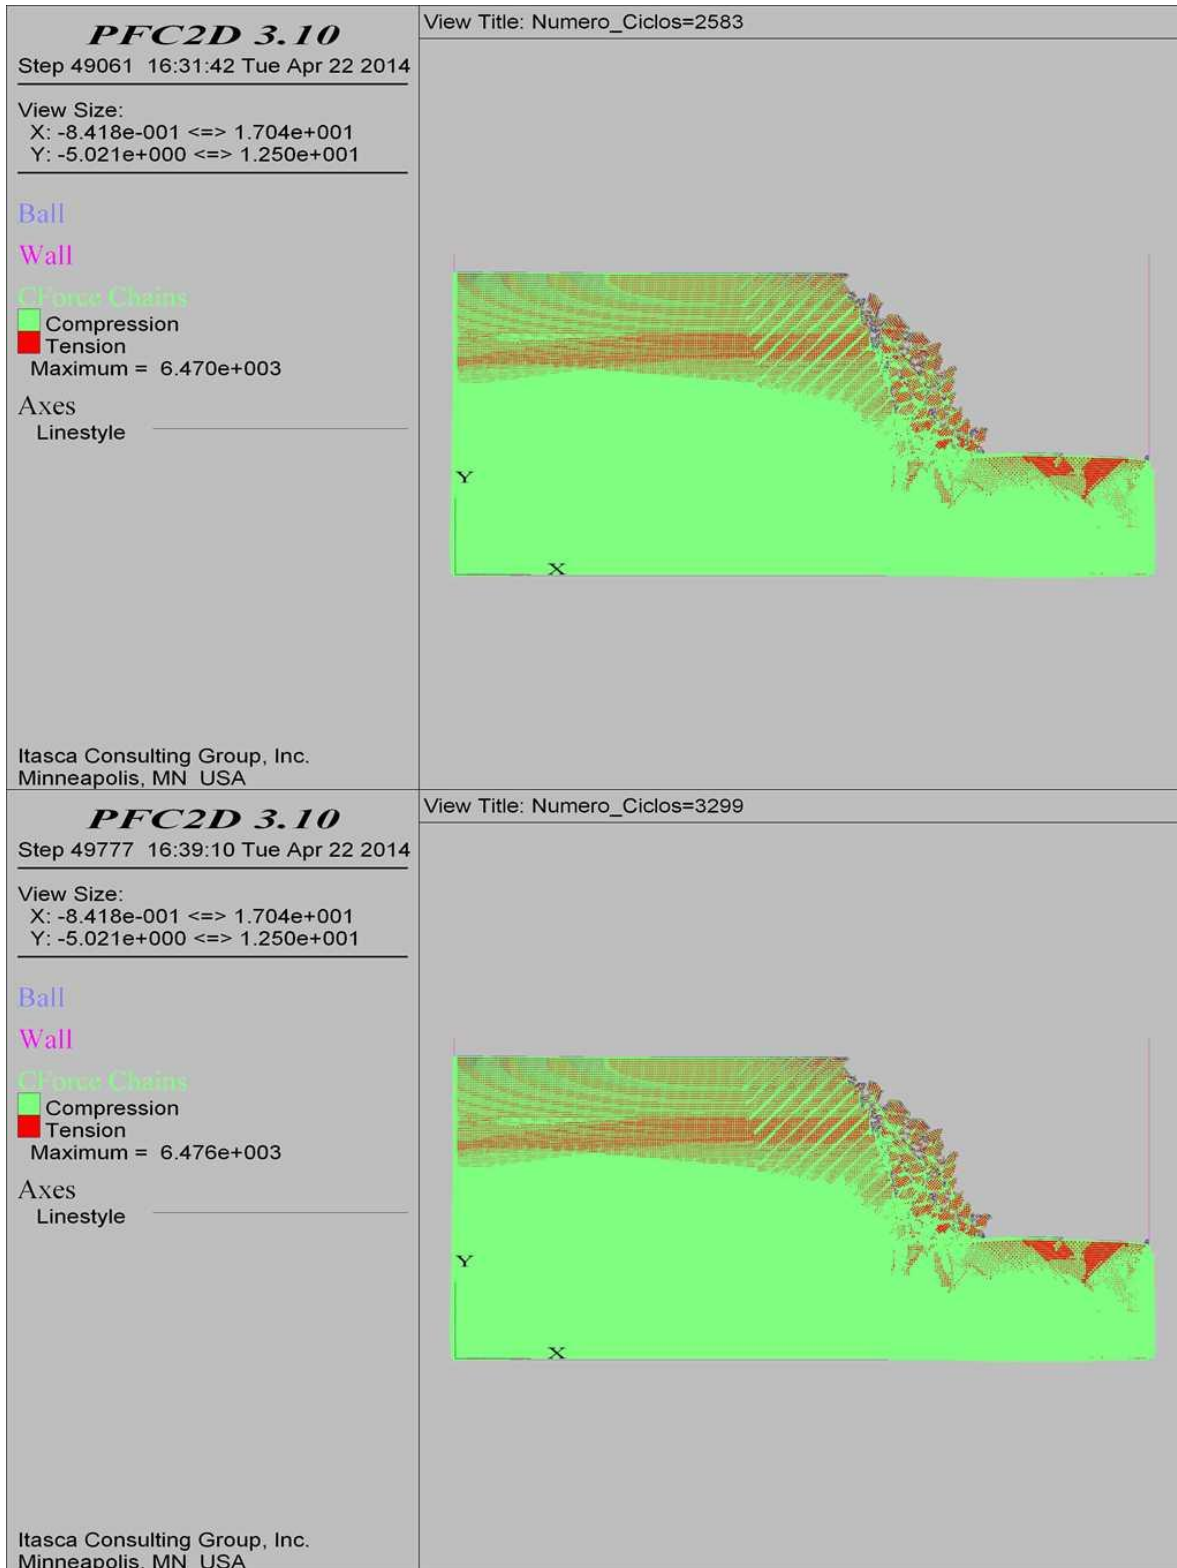 PFC2D 3.10
Step 49061 16:31:42 Tue Apr 22 2014
View Size:
X: -8.418e-001 <=> 1.704e+001
Y: -5.021e+000 <=> 1.250e+001
Ball
Wall
CForce Chains
Compression
Tension
Maximum = 6.470e+003
Axes
Linestyle
Itasca Consulting Group, Inc.
Minneapolis, MN USA
View Title: Numero_Ciclos=2583
Y
X
PFC2D 3.10
Step 49777 16:39:10 Tue Apr 22 2014
View Size:
X: -8.418e-001 <=> 1.704e+001
Y: -5.021e+000 <=> 1.250e+001
Ball
Wall
CForce Chains
Compression
Tension
Maximum = 6.476e+003
Axes
Linestyle
Itasca Consulting Group, Inc.
Minneapolis, MN USA
View Title: Numero_Ciclos=3299
Y
X